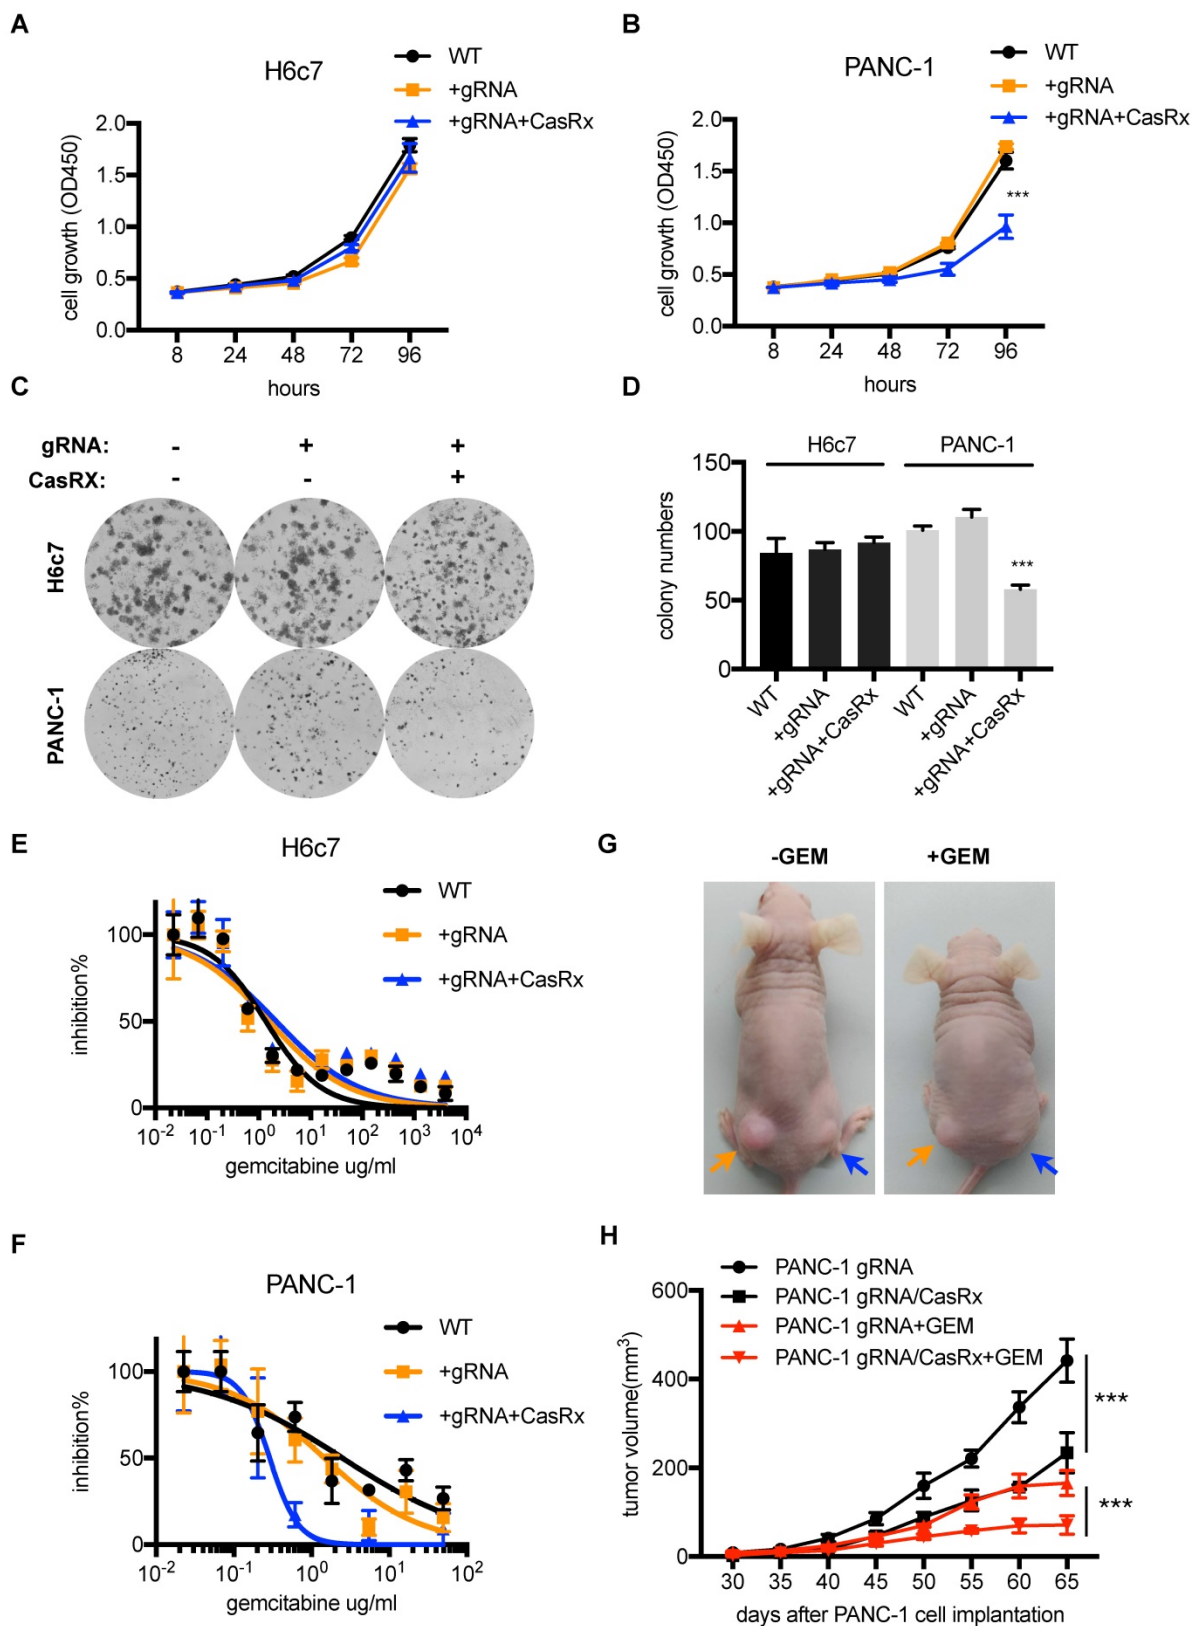 A
H6c7
WT
+gRNA
+gRNA+CasRx
cell growth (OD450)
2.0
1.5
1.0
0.5
0.0
8 24 48 72 96
hours
B
PANC-1
WT
+gRNA
+gRNA+CasRx
cell growth (OD450)
2.0
1.5
1.0
0.5
0.0
***
8 24 48 72 96
hours
C
gRNA: - + +
CasRX: - - +
H6c7
PANC-1
D
H6c7 PANC-1
colony numbers
150
100
50
0
***
WT
+gRNA
+gRNA+CasRx
WT
+gRNA
+gRNA+CasRx
E
H6c7
WT
+gRNA
+gRNA+CasRx
inhibition%
100
50
0
10-2 10-1 100 101 102 103 104
gemcitabine ug/ml
F
PANC-1
WT
+gRNA
+gRNA+CasRx
inhibition%
100
50
0
10-2 10-1 100 101 102
gemcitabine ug/ml
G
-GEM +GEM
H
PANC-1 gRNA
PANC-1 gRNA/CasRx
PANC-1 gRNA+GEM
PANC-1 gRNA/CasRx+GEM
tumor volume(mm3)
600
400
200
0
***
***
30 35 40 45 50 55 60 65
days after PANC-1 cell implantation